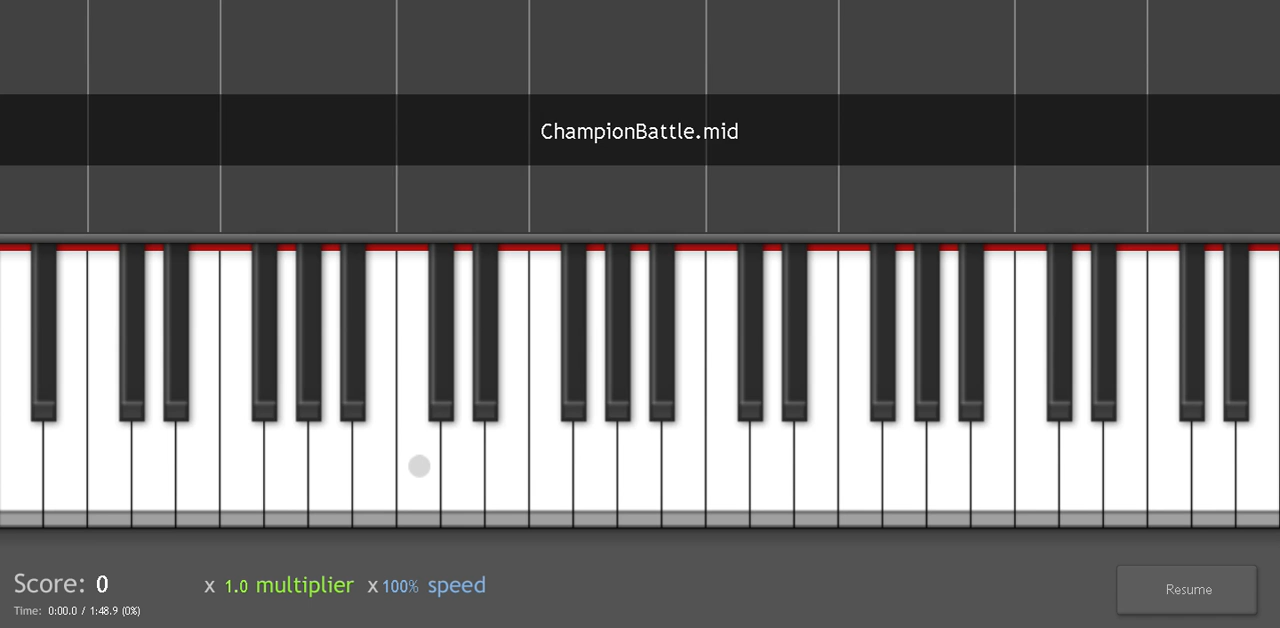 ChampionBattle.mid
Score: 0 x 1.0 multiplier x 100% speed
Time: 0:00.0 / 1:48.9 (0%)
Resume